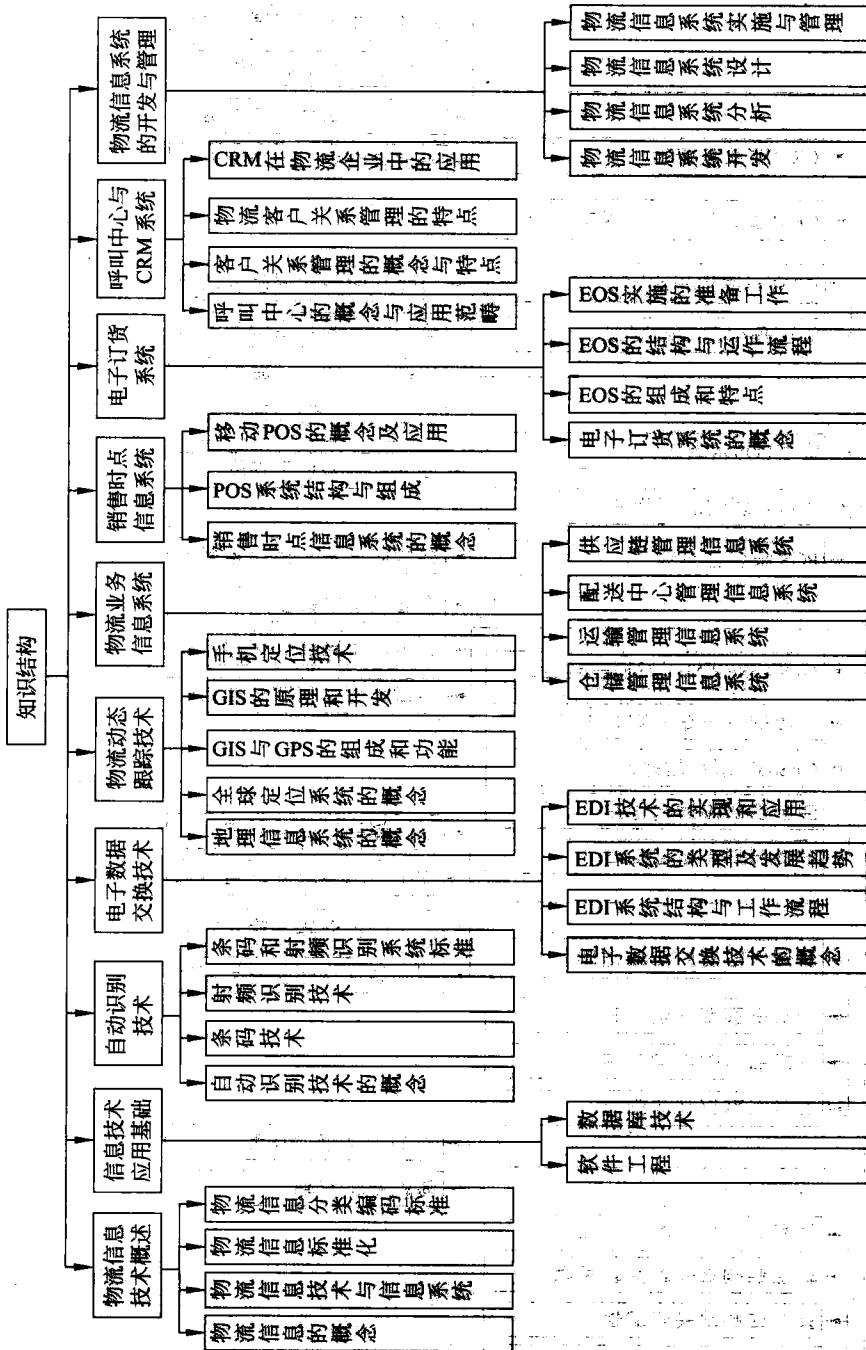 知识结构
物流信息
技术概述
物流信息的概念
物流信息技术与信息系统
物流信息标准化
物流信息分类编码标准
信息技术
应用基础
软件工程
数据库技术
自动识别
技术
自动识别技术的概念
条码技术
射频识别技术
条码和射频识别系统标准
电子数据
交换技术
电子数据交换技术的概念
EDI系统结构与工作流程
EDI系统的类型及发展趋势
EDI技术的实现和应用
物流动态
跟踪技术
地理信息系统的概念
全球定位系统的概念
GIS与GPS的组成和功能
GIS的原理和开发
手机定位技术
物流业务
信息系统
仓储管理信息系统
运输管理信息系统
配送中心管理信息系统
供应链管理信息系统
销售时点
信息系统
销售时点信息系统的概念
POS系统结构与组成
移动POS的概念及应用
电子订货
系统
电子订货系统的概念
EOS的组成和特点
EOS的结构与运作流程
EOS实施的准备工作
呼叫中心与
CRM系统
呼叫中心的概念与应用范畴
客户关系管理的概念与特点
物流客户关系管理的特点
CRM在物流企业中的应用
物流信息系统
的开发与管理
物流信息系统开发
物流信息系统分析
物流信息系统设计
物流信息系统实施与管理